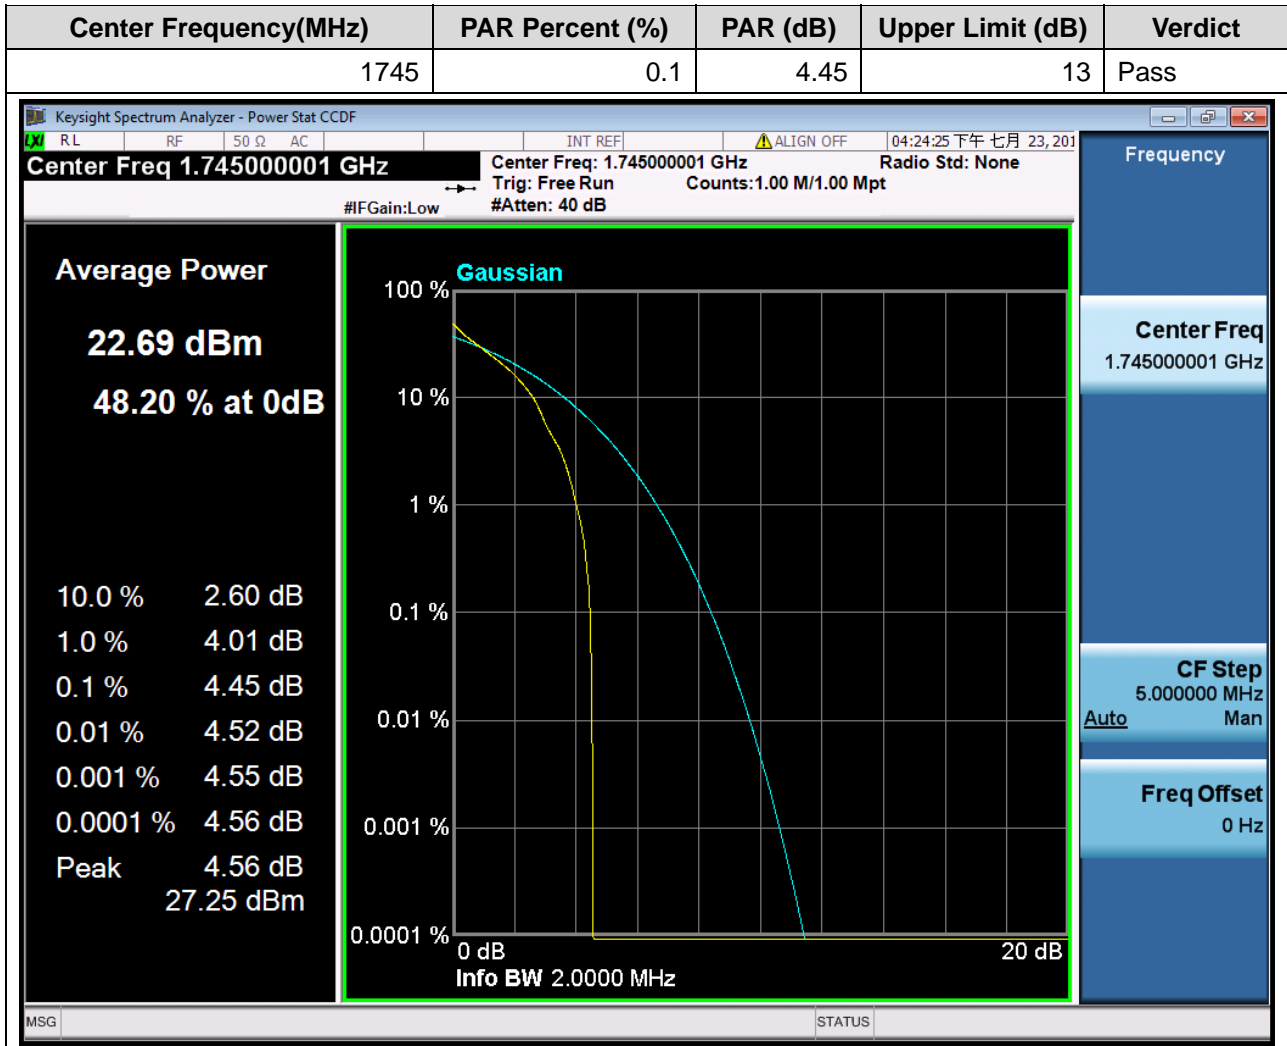 Center Frequency(MHz) PAR Percent (%) PAR (dB) Upper Limit (dB) Verdict
1745 0.1 4.45 13 Pass
Keysight Spectrum Analyzer - Power Stat CCDF
LXI RL RF 50 Ω AC INT REF ALIGN OFF 04:24:25 下午 七月 23, 201
Center Freq 1.745000001 GHz
#IFGain:Low
Center Freq: 1.745000001 GHz Radio Std: None
Trig: Free Run Counts:1.00 M/1.00 Mpt
#Atten: 40 dB
Average Power
22.69 dBm
48.20 % at 0dB
10.0 % 2.60 dB
1.0 % 4.01 dB
0.1 % 4.45 dB
0.01 % 4.52 dB
0.001 % 4.55 dB
0.0001 % 4.56 dB
Peak 4.56 dB
27.25 dBm
Gaussian
100 %
10 %
1 %
0.1 %
0.01 %
0.001 %
0.0001 %
0 dB 20 dB
Info BW 2.0000 MHz
Frequency
Center Freq
1.745000001 GHz
CF Step
5.000000 MHz
Auto Man
Freq Offset
0 Hz
MSG STATUS